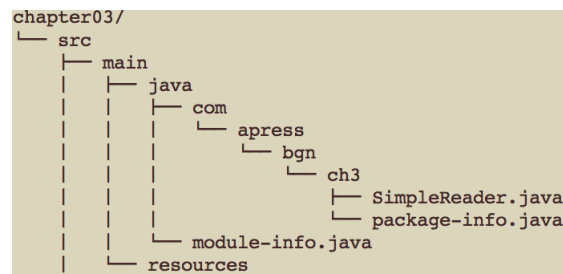 chapter03/
└── src
    ├── main
    │   ├── java
    │   │   ├── com
    │   │   │   └── apress
    │   │   │       └── bgn
    │   │   │           └── ch3
    │   │   │               ├── SimpleReader.java
    │   │   │               └── package-info.java
    │   │   └── module-info.java
    │   └── resources